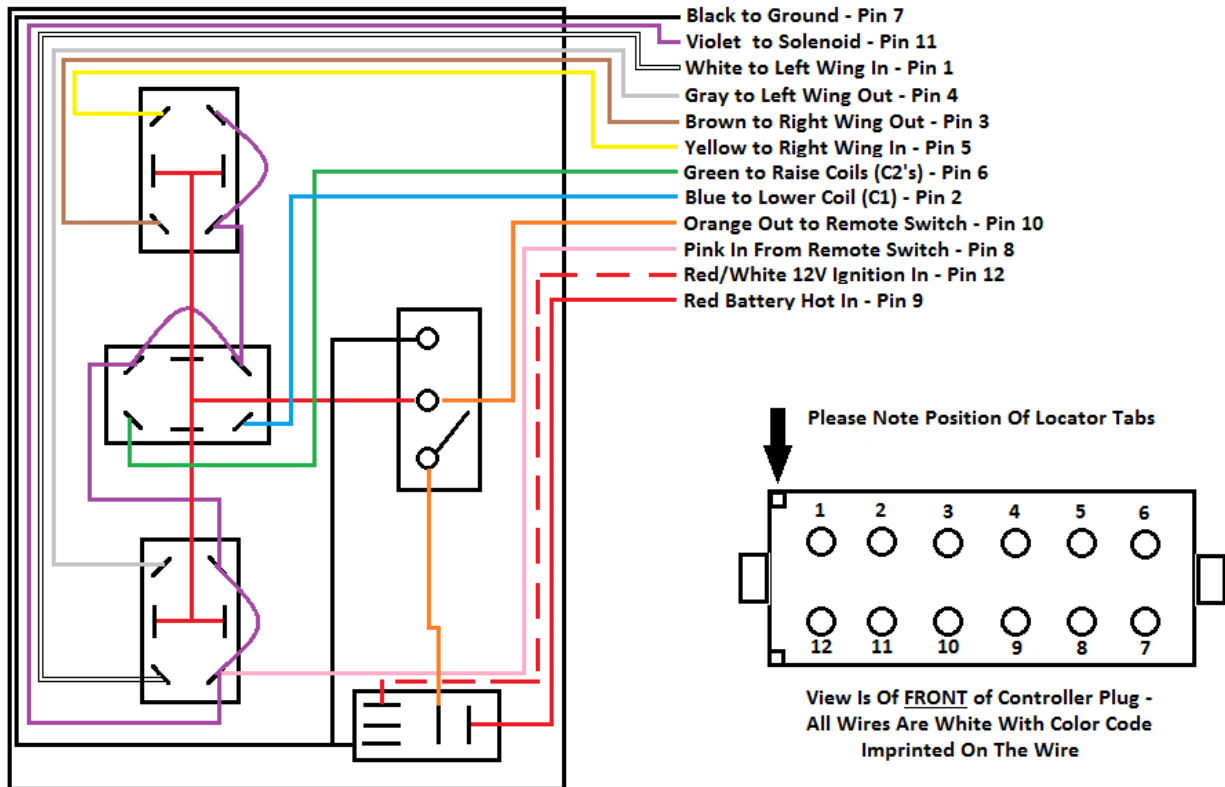 Black to Ground - Pin 7
Violet to Solenoid - Pin 11
White to Left Wing In - Pin 1
Gray to Left Wing Out - Pin 4
Brown to Right Wing Out - Pin 3
Yellow to Right Wing In - Pin 5
Green to Raise Coils (C2's) - Pin 6
Blue to Lower Coil (C1) - Pin 2
Orange Out to Remote Switch - Pin 10
Pink In From Remote Switch - Pin 8
Red/White 12V Ignition In - Pin 12
Red Battery Hot In - Pin 9
Please Note Position Of Locator Tabs
1 2 3 4 5 6
12 11 10 9 8 7
View Is Of FRONT of Controller Plug -
All Wires Are White With Color Code
Imprinted On The Wire